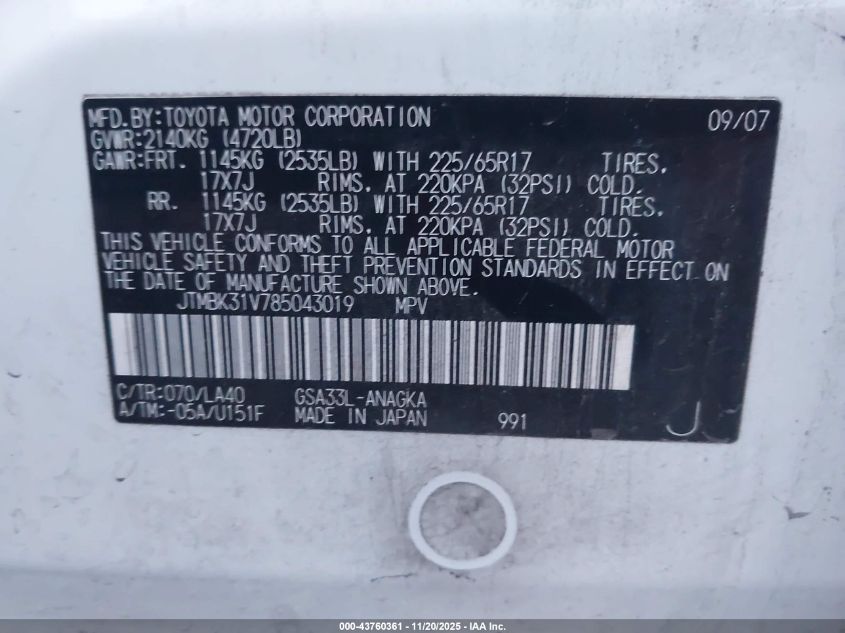 MFD.BY:TOYOTA MOTOR CORPORATION 09/07
GVWR:2140KG (4720LB)
GAWR:FRT. 1145KG (2535LB) WITH 225/65R17 TIRES,
17X7J RIMS, AT 220KPA (32PSI) COLD.
RR. 1145KG (2535LB) WITH 225/65R17 TIRES,
17X7J RIMS, AT 220KPA (32PSI) COLD.
THIS VEHICLE CONFORMS TO ALL APPLICABLE FEDERAL MOTOR
VEHICLE SAFETY AND THEFT PREVENTION STANDARDS IN EFFECT ON
THE DATE OF MANUFACTURE SHOWN ABOVE.
JTMBK31V785043019 MPV
C/TR:070/LA40 GSA33L-ANAGKA
A/TM:-05A/U151F MADE IN JAPAN 991 J
000-43760361 - 11/20/2025 - IAA Inc.